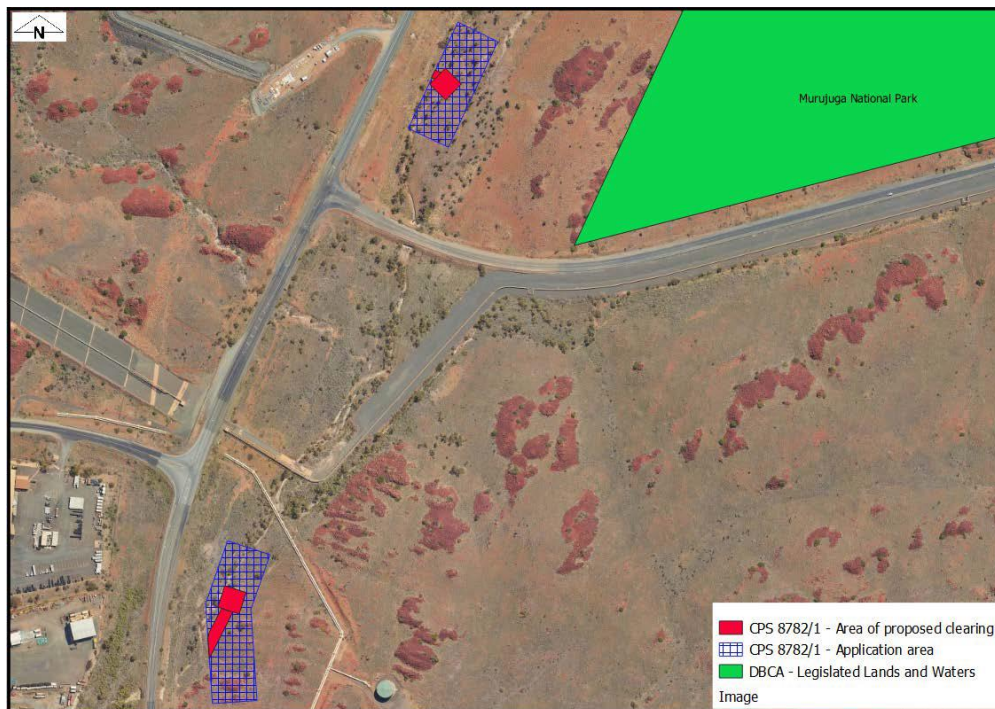 N
Murujuga National Park
CPS 8782/1 - Area of proposed clearing
CPS 8782/1 - Application area
DBCA - Legislated Lands and Waters
Image